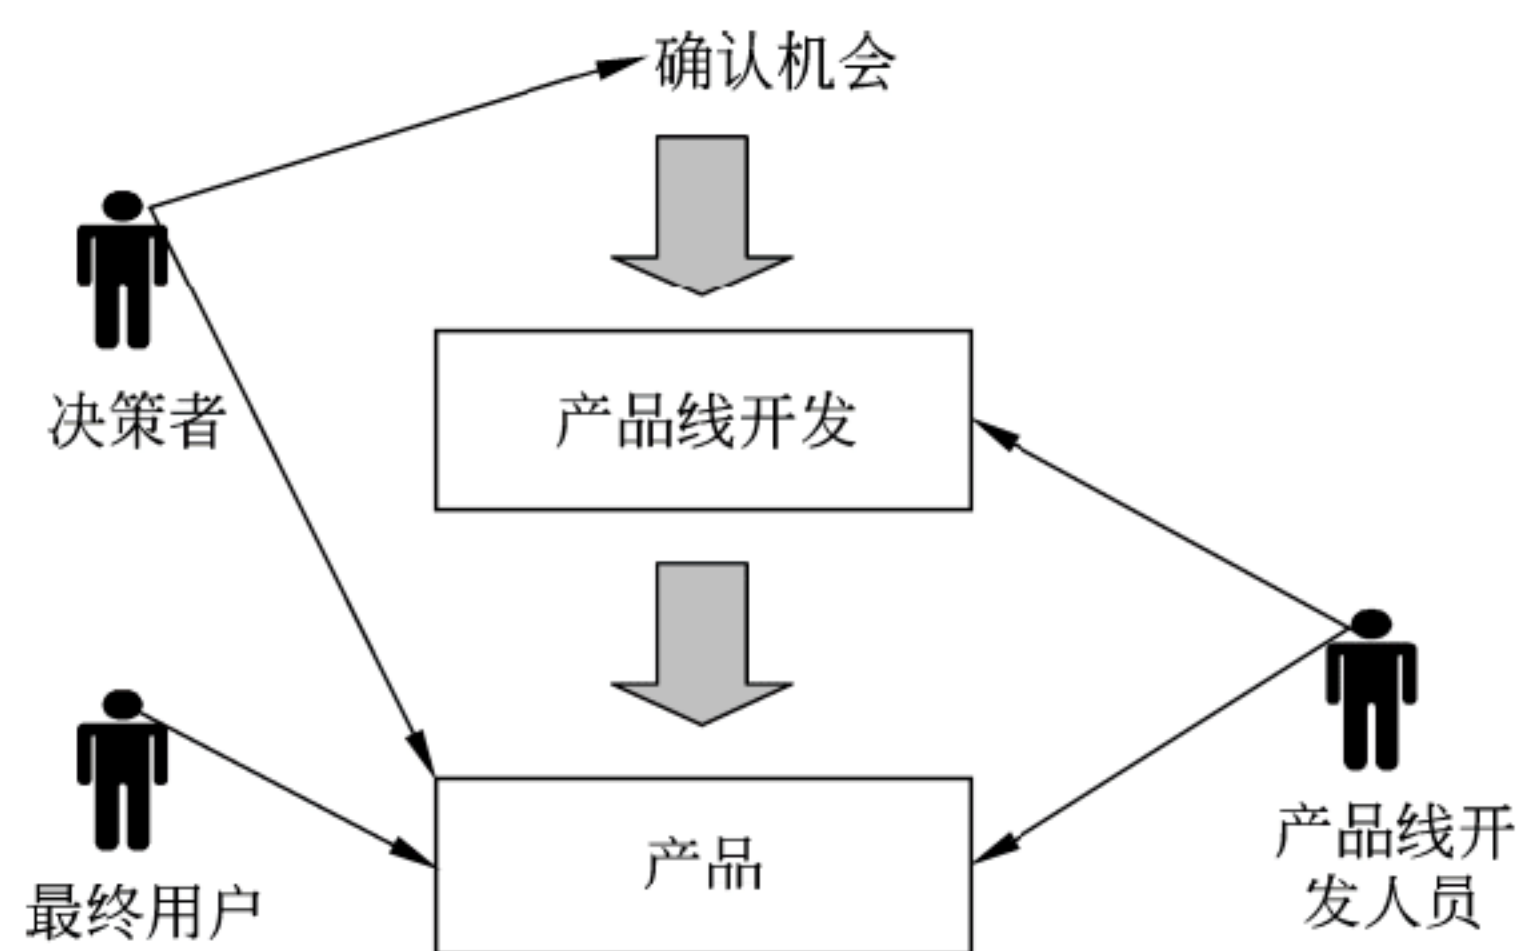 确认机会
决策者
产品线开发
最终用户
产品
产品线开
发人员